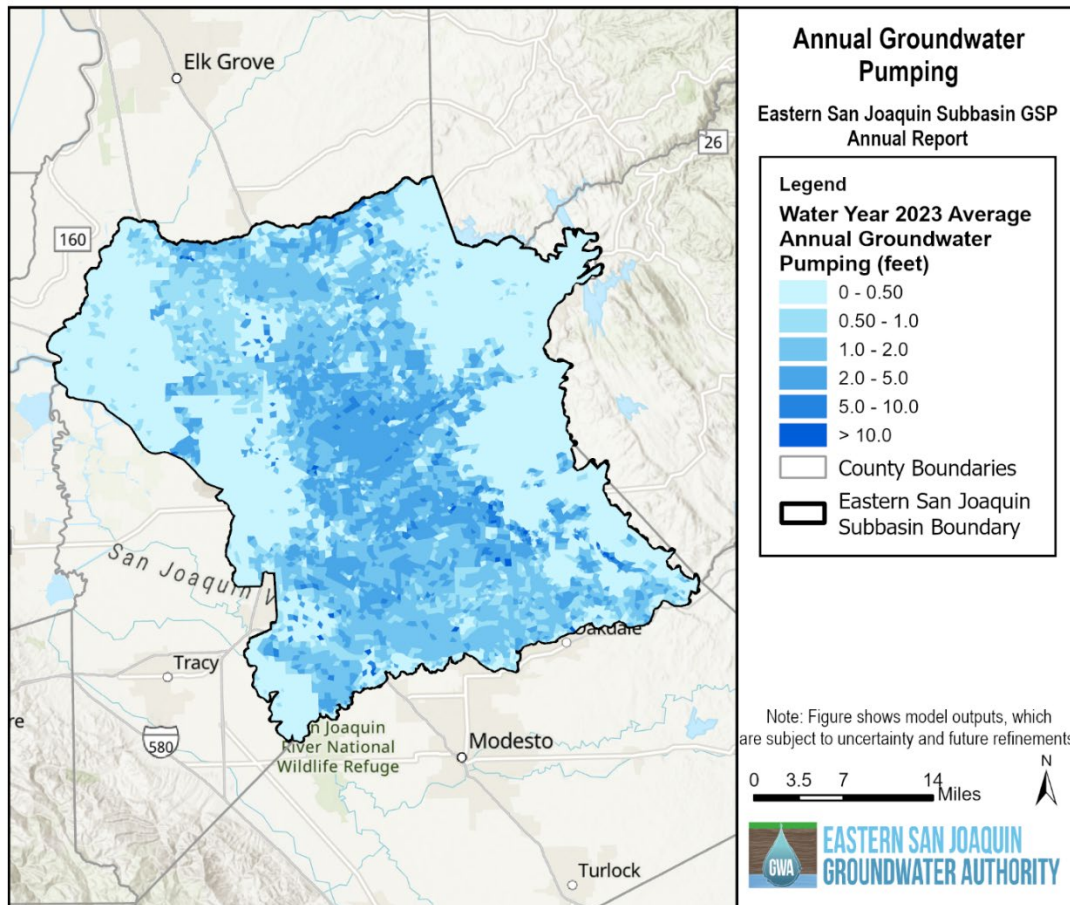 Elk Grove
26
160
San Joaquin V
Tracy
580
Oakdale
n Joaquin
River National
Wildlife Refuge
Modesto
Turlock
re
Annual Groundwater
Pumping
Eastern San Joaquin Subbasin GSP
Annual Report
Legend
Water Year 2023 Average
Annual Groundwater
Pumping (feet)
0 - 0.50
0.50 - 1.0
1.0 - 2.0
2.0 - 5.0
5.0 - 10.0
> 10.0
County Boundaries
Eastern San Joaquin
Subbasin Boundary
Note: Figure shows model outputs, which
are subject to uncertainty and future refinements
N
0 3.5 7 14
Miles
GWA
EASTERN SAN JOAQUIN
GROUNDWATER AUTHORITY